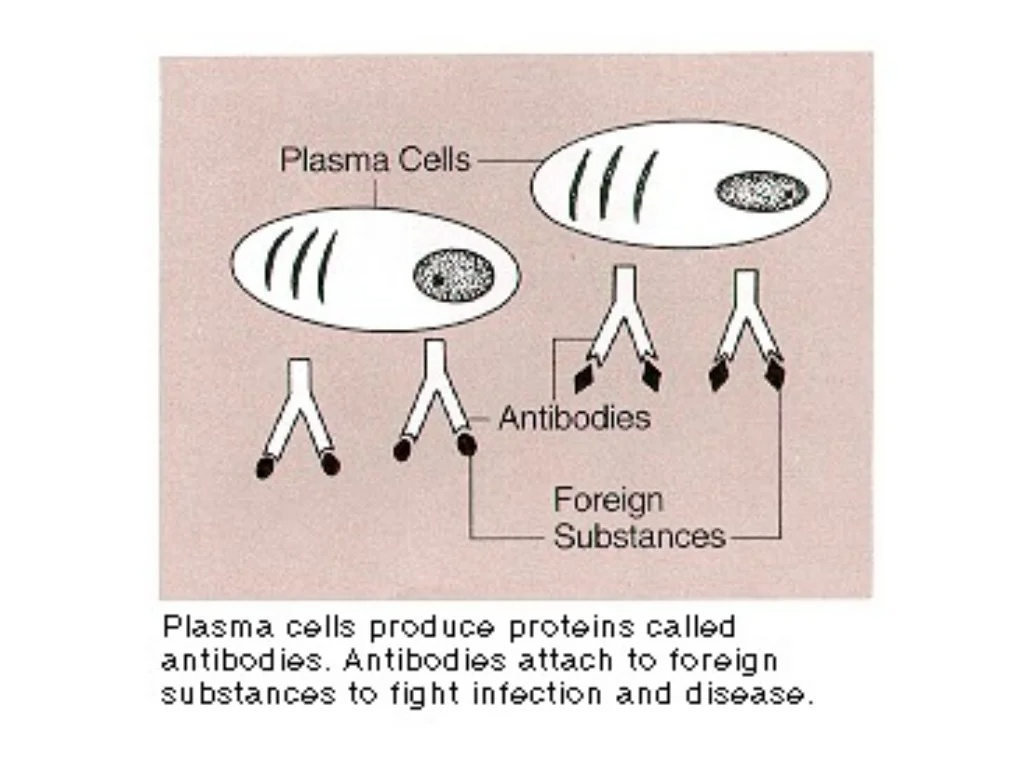 Plasma Cells
Antibodies
Foreign
Substances
Plasma cells produce proteins called
antibodies. Antibodies attach to foreign
substances to fight infection and disease.